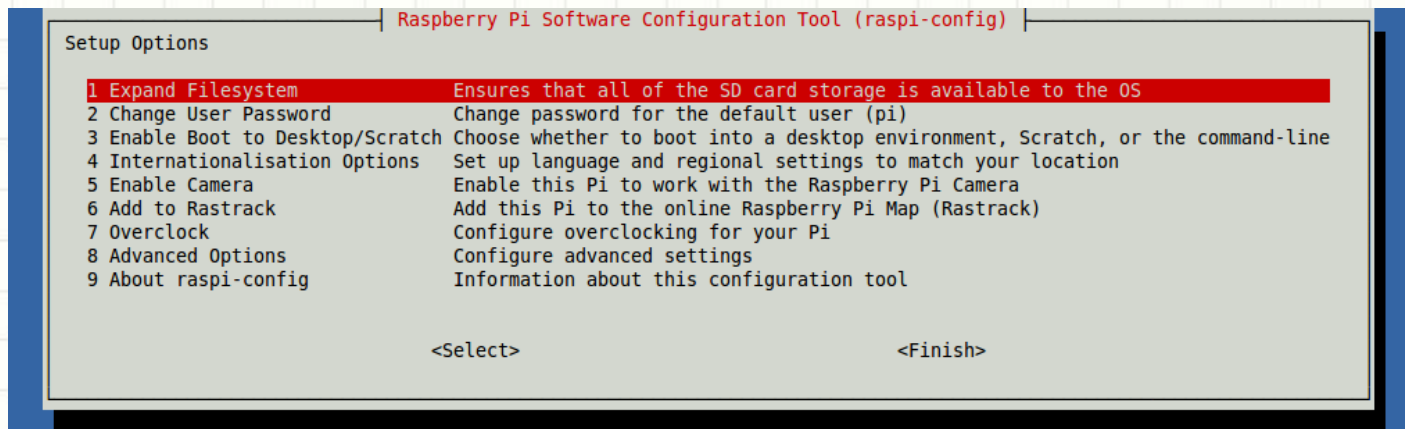 Raspberry Pi Software Configuration Tool (raspi-config)
Setup Options
1 Expand Filesystem Ensures that all of the SD card storage is available to the OS
2 Change User Password Change password for the default user (pi)
3 Enable Boot to Desktop/Scratch Choose whether to boot into a desktop environment, Scratch, or the command-line
4 Internationalisation Options Set up language and regional settings to match your location
5 Enable Camera Enable this Pi to work with the Raspberry Pi Camera
6 Add to Rastrack Add this Pi to the online Raspberry Pi Map (Rastrack)
7 Overclock Configure overclocking for your Pi
8 Advanced Options Configure advanced settings
9 About raspi-config Information about this configuration tool
<Select> <Finish>